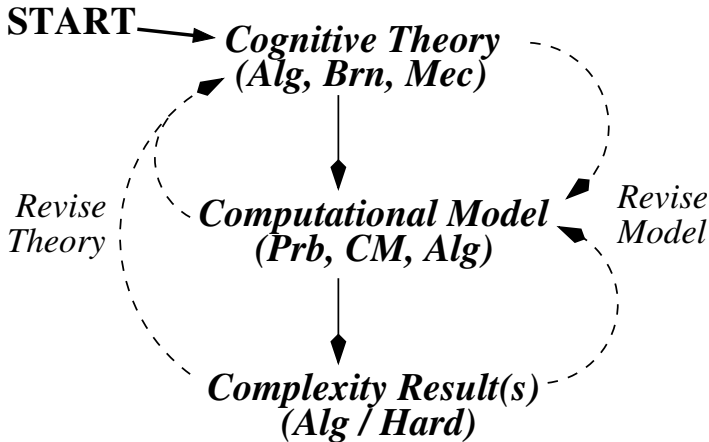 START
Cognitive Theory
(Alg, Brn, Mec)
Revise
Theory
Computational Model
(Prb, CM, Alg)
Revise
Model
Complexity Result(s)
(Alg / Hard)